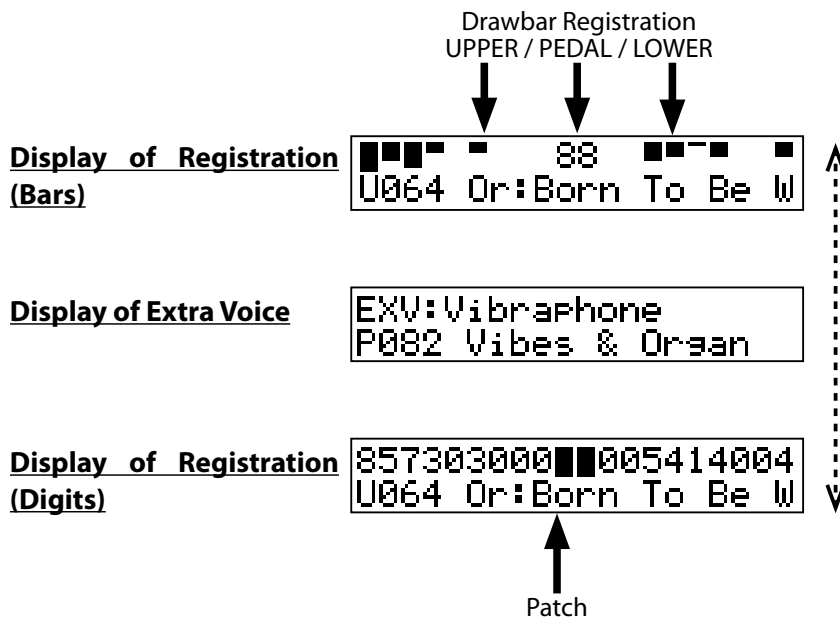 Drawbar Registration
UPPER / PEDAL / LOWER
Display of Registration (Bars)
88
U064 Or:Born To Be W
Display of Extra Voice
EXV:Vibraphone
P082 Vibes & Organ
Display of Registration (Digits)
857303000██005414004
U064 Or:Born To Be W
Patch